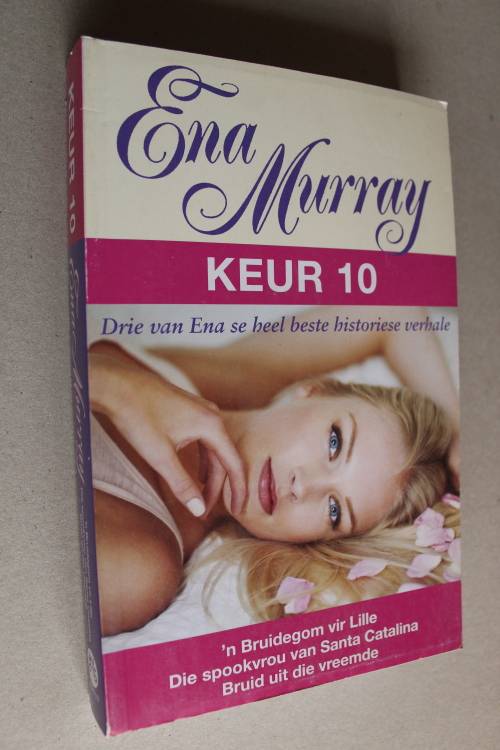 Ena
Murray
KEUR 10
Drie van Ena se heel beste historiese verhale
'n Bruidegom vir Lille
Die spookvrou van Santa Catalina
Bruid uit die vreemde
KEUR 10
Ena Murray